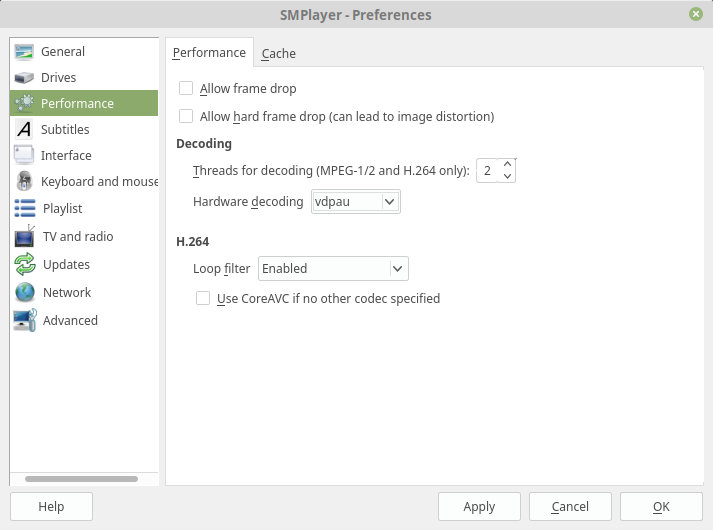 SMPlayer - Preferences
General
Drives
Performance
Subtitles
Interface
Keyboard and mouse
Playlist
TV and radio
Updates
Network
Advanced
Performance
Cache
Allow frame drop
Allow hard frame drop (can lead to image distortion)
Decoding
Threads for decoding (MPEG-1/2 and H.264 only): 2
Hardware decoding vdpau
H.264
Loop filter Enabled
Use CoreAVC if no other codec specified
Help
Apply
Cancel
OK